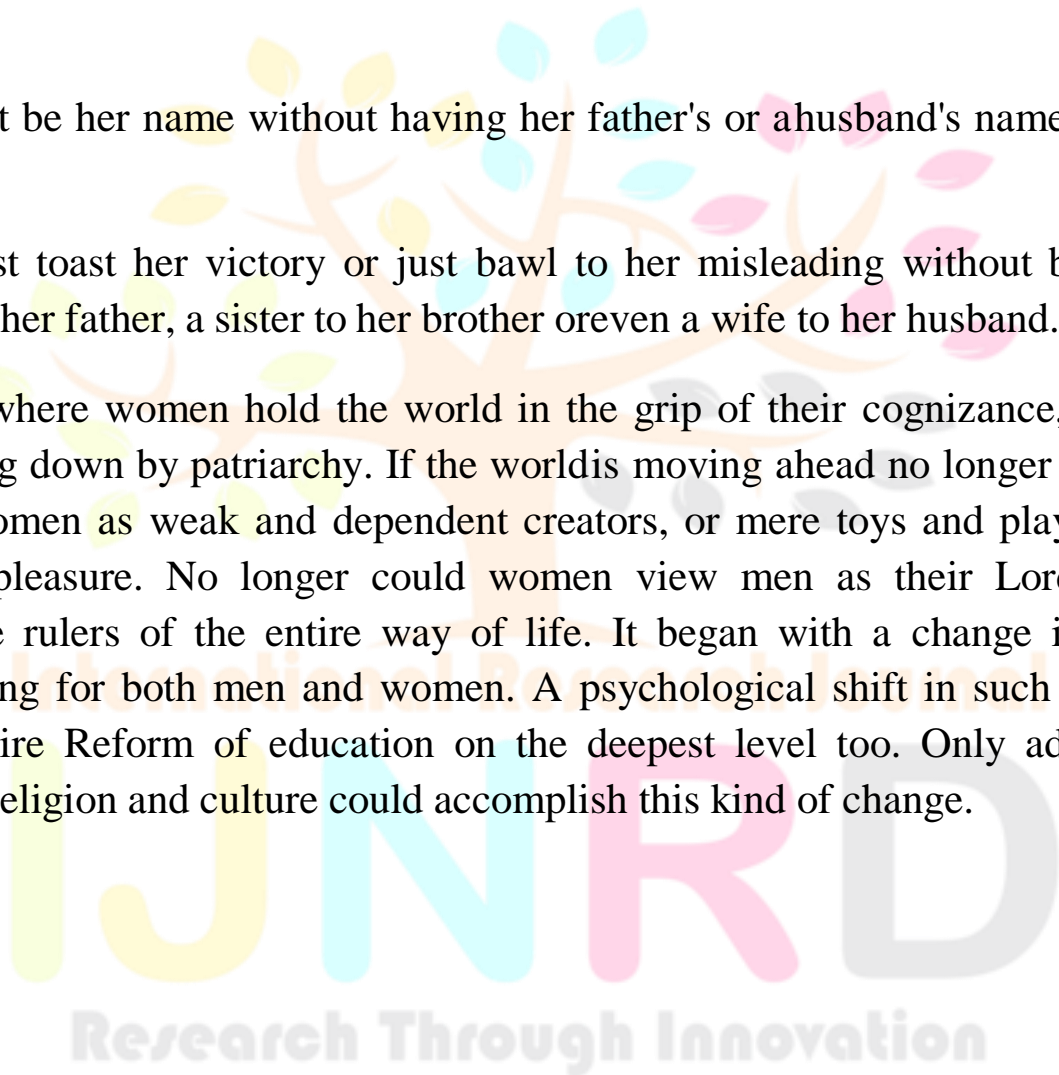 t be her name without having her father's or ahusband's name
st toast her victory or just bawl to her misleading without b
her father, a sister to her brother oreven a wife to her husband.
where women hold the world in the grip of their cognizance,
g down by patriarchy. If the worldis moving ahead no longer
omen as weak and dependent creators, or mere toys and play
pleasure. No longer could women view men as their Lor
e rulers of the entire way of life. It began with a change i
ng for both men and women. A psychological shift in such
International Research Journal
ire Reform of education on the deepest level too. Only ad
eligion and culture could accomplish this kind of change.
IJNRD
Research Through Innovation